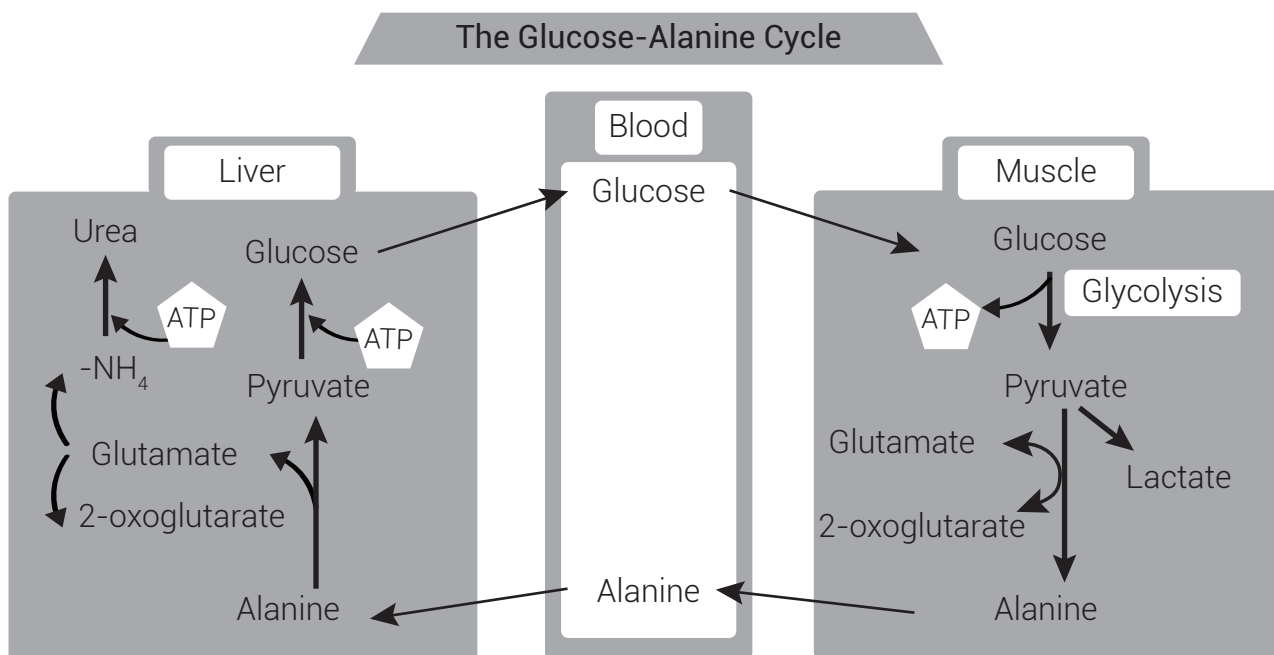 The Glucose-Alanine Cycle
Liver
Urea
Glucose
ATP
ATP
-NH₄
Pyruvate
Glutamate
2-oxoglutarate
Alanine
Blood
Glucose
Alanine
Muscle
Glucose
Glycolysis
ATP
Pyruvate
Glutamate
Lactate
2-oxoglutarate
Alanine